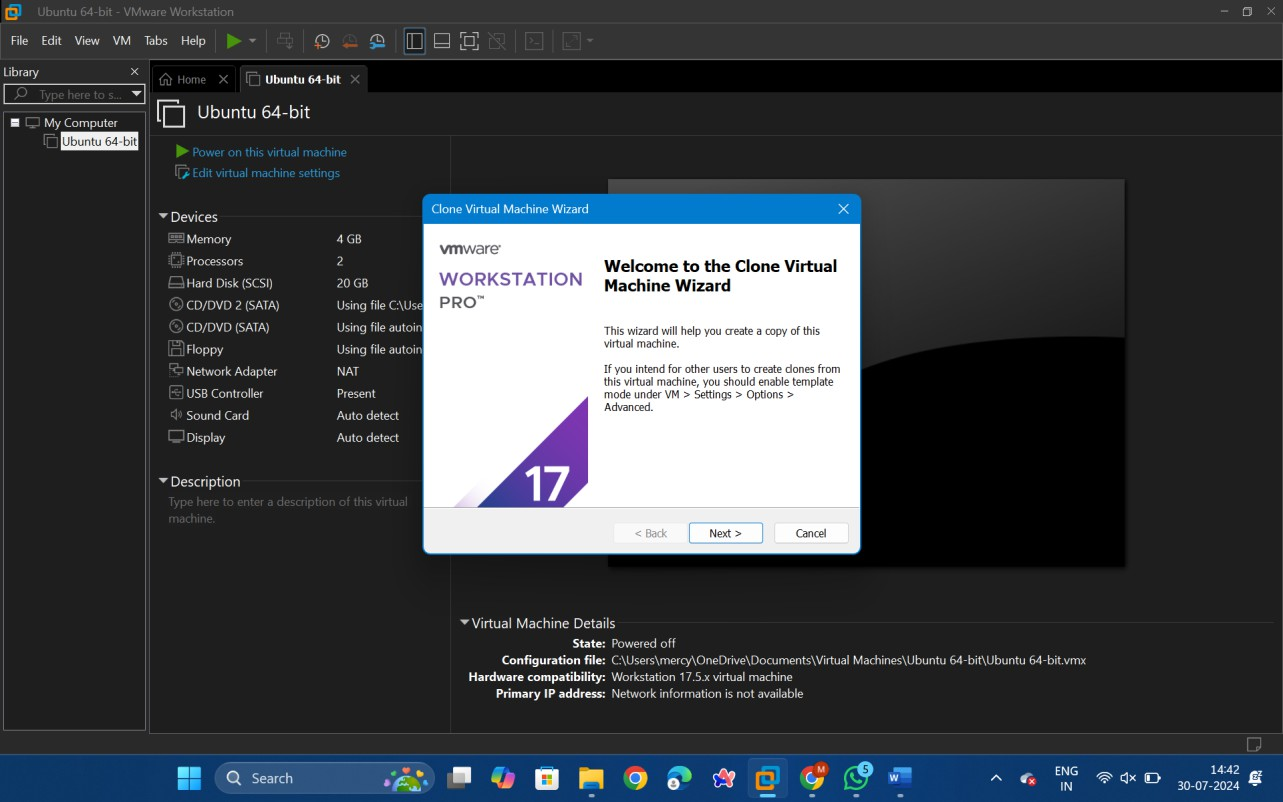 Ubuntu 64-bit - VMware Workstation
File Edit View VM Tabs Help
Library
Type here to s...
My Computer
Ubuntu 64-bit
Home
Ubuntu 64-bit
Ubuntu 64-bit
Power on this virtual machine
Edit virtual machine settings
Devices
Memory 4 GB
Processors 2
Hard Disk (SCSI) 20 GB
CD/DVD 2 (SATA) Using file C:\Use
CD/DVD (SATA) Using file autoin
Floppy Using file autoin
Network Adapter NAT
USB Controller Present
Sound Card Auto detect
Display Auto detect
Description
Type here to enter a description of this virtual
machine.
Clone Virtual Machine Wizard
vmware®
WORKSTATION
PRO™
17
Welcome to the Clone Virtual
Machine Wizard
This wizard will help you create a copy of this
virtual machine.
If you intend for other users to create clones from
this virtual machine, you should enable template
mode under VM > Settings > Options >
Advanced.
< Back Next > Cancel
Virtual Machine Details
State: Powered off
Configuration file: C:\Users\mercy\OneDrive\Documents\Virtual Machines\Ubuntu 64-bit\Ubuntu 64-bit.vmx
Hardware compatibility: Workstation 17.5.x virtual machine
Primary IP address: Network information is not available
Search
M
5
W
ENG
IN
14:42
30-07-2024